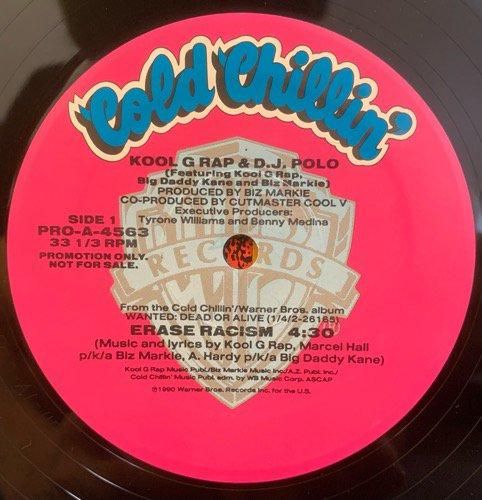 Cold Chillin'
KOOL G RAP & D.J. POLO
(Featuring Kool G Rap,
Big Daddy Kane and Biz Markie)
PRODUCED BY BIZ MARKIE
CO-PRODUCED BY CUTMASTER COOL V
Executive Producers:
Tyrone Williams and Benny Medina
SIDE 1
PRO-A-4563
33 1/3 RPM
PROMOTION ONLY.
NOT FOR SALE.
RECORDS
From the Cold Chillin'/Warner Bros. album
WANTED: DEAD OR ALIVE (1/4/2-26165)
ERASE RACISM 4:30
(Music and lyrics by Kool G Rap, Marcel Hall
p/k/a Biz Markie, A. Hardy p/k/a Big Daddy Kane)
Kool G Rap Music Publ./Biz Markie Music Inc./A.Z. Publ. Inc./
Cold Chillin' Music Publ. adm. by WB Music Corp. ASCAP
℗1990 Warner Bros. Records Inc. for the U.S.